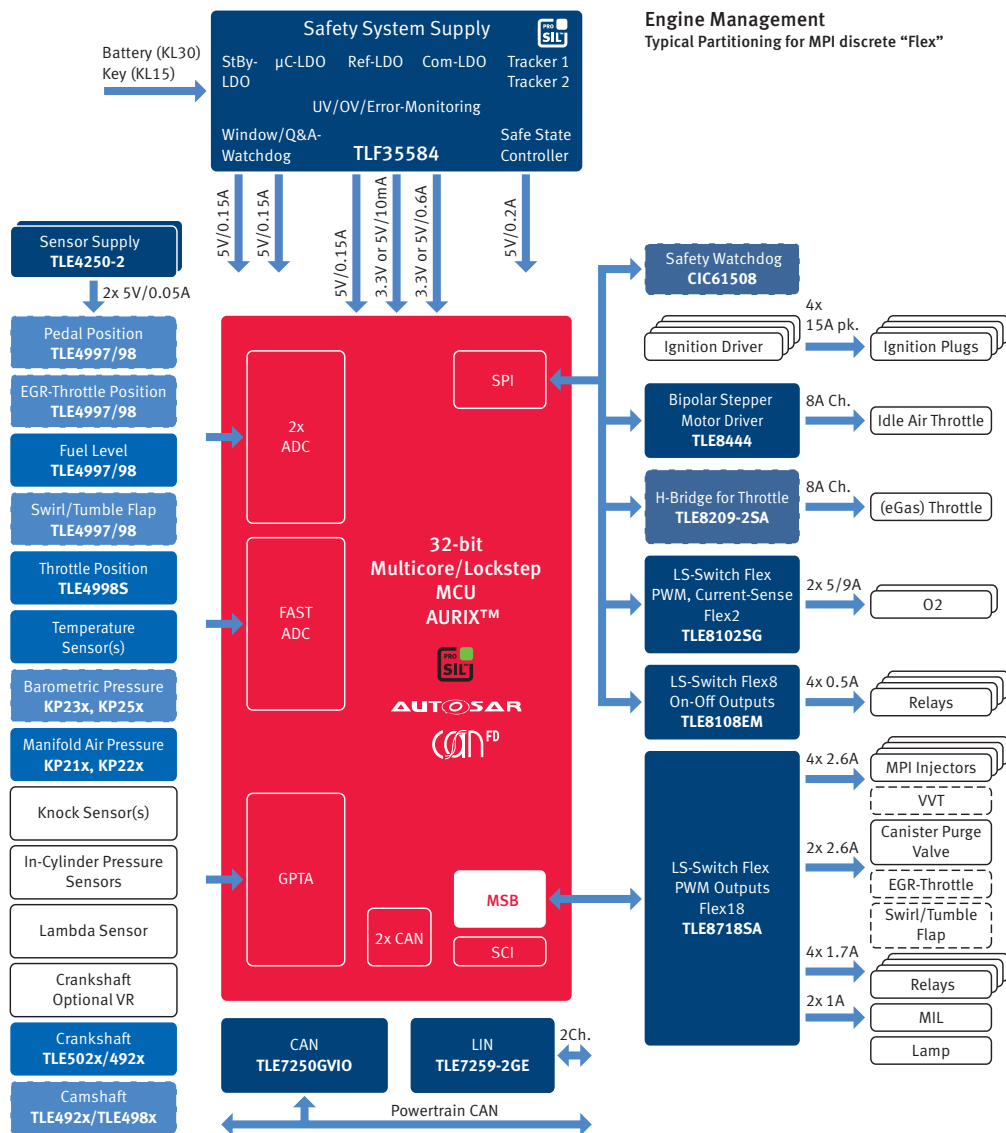 Engine Management
Typical Partitioning for MPI discrete “Flex”
Battery (KL30)
Key (KL15)
Safety System Supply
PRO
SIL
StBy-
LDO
µC-LDO
Ref-LDO
Com-LDO
Tracker 1
Tracker 2
UV/OV/Error-Monitoring
Window/Q&A-
Watchdog
TLF35584
Safe State
Controller
5V/0.15A
5V/0.15A
5V/0.15A
3.3V or 5V/10mA
3.3V or 5V/0.6A
5V/0.2A
Sensor Supply
TLE4250-2
2x 5V/0.05A
Pedal Position
TLE4997/98
EGR-Throttle Position
TLE4997/98
Fuel Level
TLE4997/98
Swirl/Tumble Flap
TLE4997/98
Throttle Position
TLE4998S
Temperature
Sensor(s)
Barometric Pressure
KP23x, KP25x
Manifold Air Pressure
KP21x, KP22x
Knock Sensor(s)
In-Cylinder Pressure
Sensors
Lambda Sensor
Crankshaft
Optional VR
Crankshaft
TLE502x/492x
Camshaft
TLE492x/TLE498x
2x
ADC
FAST
ADC
GPTA
SPI
32-bit
Multicore/Lockstep
MCU
AURIX™
PRO
SIL
AUTOSAR
CAN FD
2x CAN
MSB
SCI
CAN
TLE7250GVIO
LIN
TLE7259-2GE
2Ch.
Powertrain CAN
Safety Watchdog
CIC61508
Ignition Driver
4x
15A pk.
Ignition Plugs
Bipolar Stepper
Motor Driver
TLE8444
8A Ch.
Idle Air Throttle
H-Bridge for Throttle
TLE8209-2SA
8A Ch.
(eGas) Throttle
LS-Switch Flex
PWM, Current-Sense
Flex2
TLE8102SG
2x 5/9A
O2
LS-Switch Flex8
On-Off Outputs
TLE8108EM
4x 0.5A
Relays
LS-Switch Flex
PWM Outputs
Flex18
TLE8718SA
4x 2.6A
MPI Injectors
VVT
2x 2.6A
Canister Purge
Valve
EGR-Throttle
Swirl/Tumble
Flap
4x 1.7A
Relays
2x 1A
MIL
Lamp